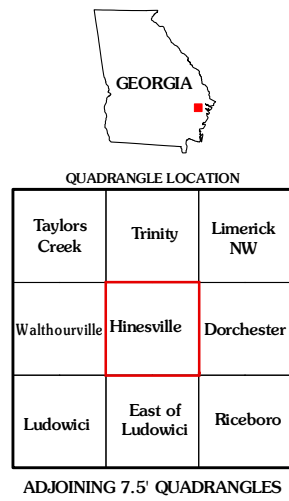 GEORGIA
QUADRANGLE LOCATION
Taylors
Creek
Trinity
Limerick
NW
Walthourville
Hinesville
Dorchester
Ludowici
East of
Ludowici
Riceboro
ADJOINING 7.5' QUADRANGLES